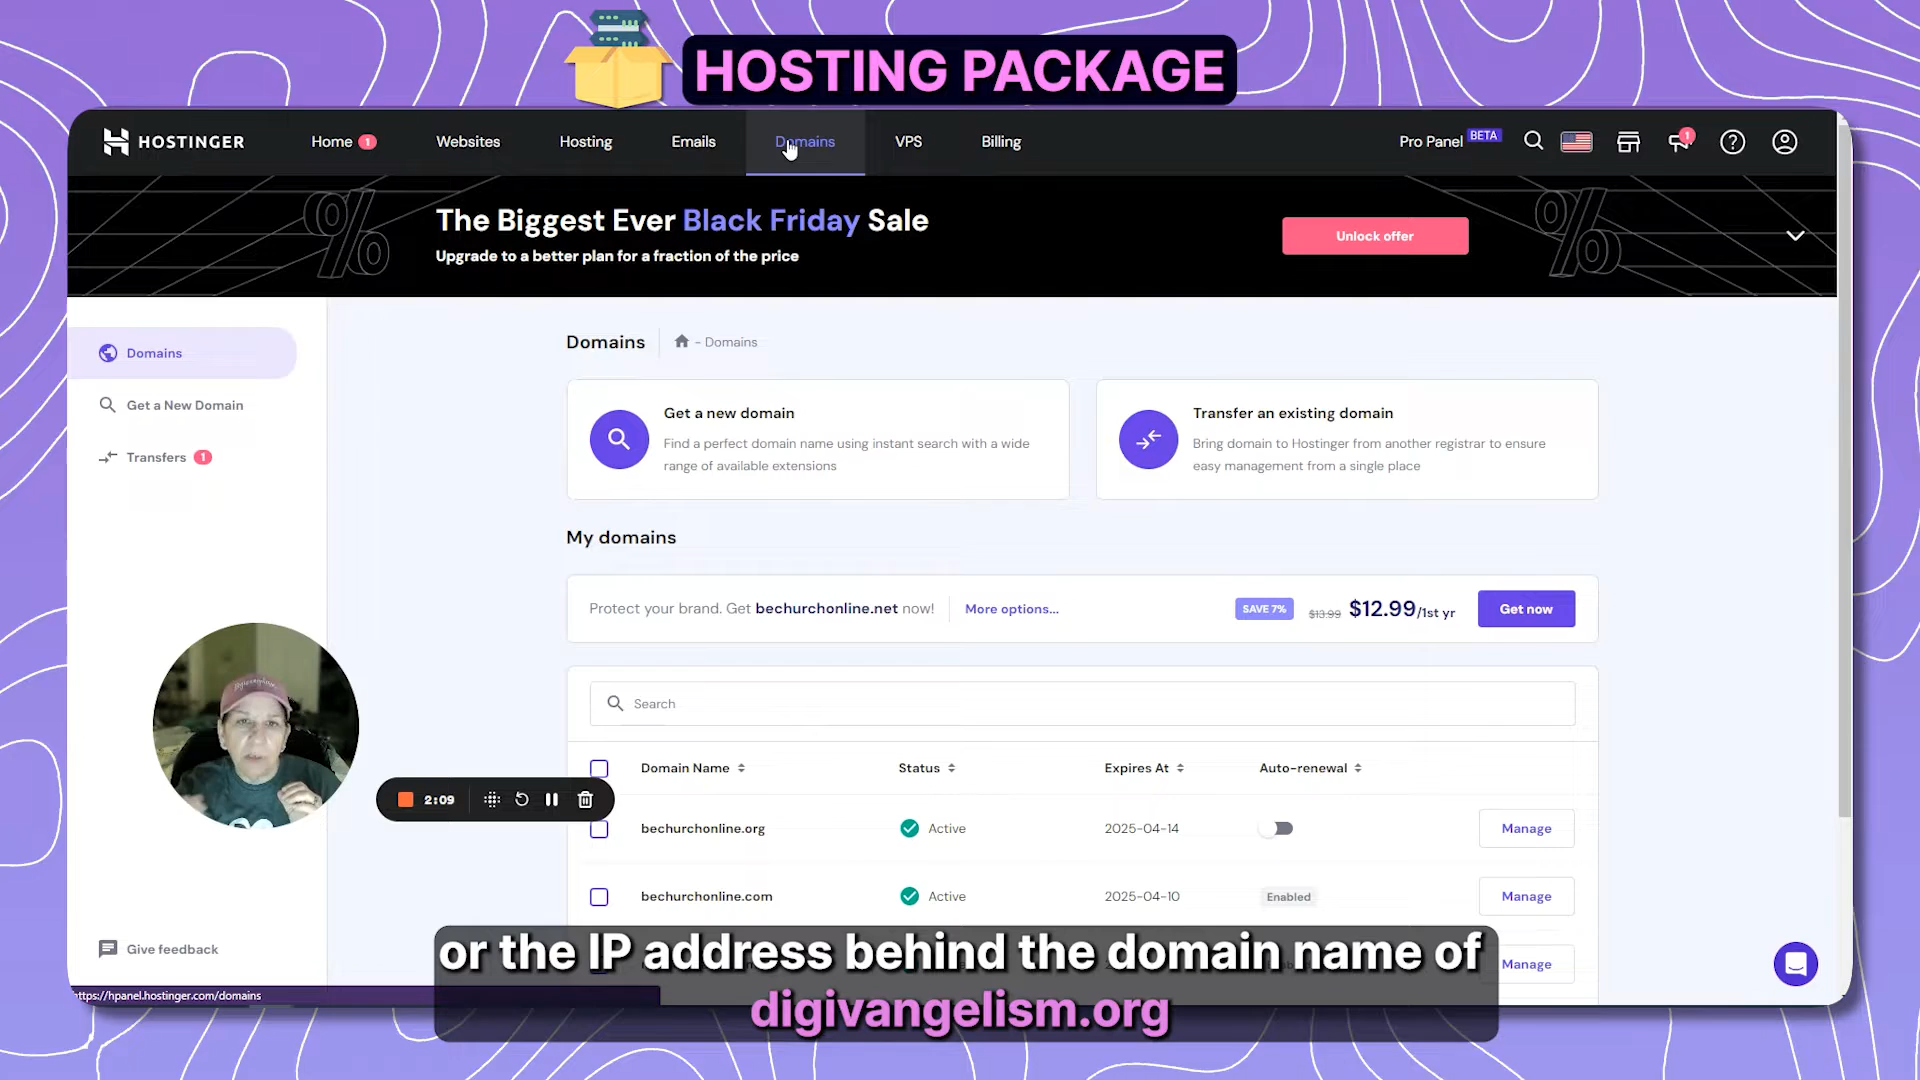 HOSTING PACKAGE
HOSTINGER
Home 1
Websites
Hosting
Emails
Domains
VPS
Billing
Pro Panel BETA
1
The Biggest Ever Black Friday Sale
Upgrade to a better plan for a fraction of the price
Unlock offer
Domains
Get a New Domain
Transfers 1
Domains
- Domains
Get a new domain
Find a perfect domain name using instant search with a wide
range of available extensions
Transfer an existing domain
Bring domain to Hostinger from another registrar to ensure
easy management from a single place
My domains
Protect your brand. Get bechurchonline.net now!
More options...
SAVE 7%
$13.99 $12.99/1st yr
Get now
Search
Domain Name
Status
Expires At
Auto-renewal
bechurchonline.org
Active
2025-04-14
Manage
bechurchonline.com
Active
2025-04-10
Enabled
Manage
Manage
digivangelism
2:09
Give feedback
https://hpanel.hostinger.com/domains
or the IP address behind the domain name of
digivangelism.org